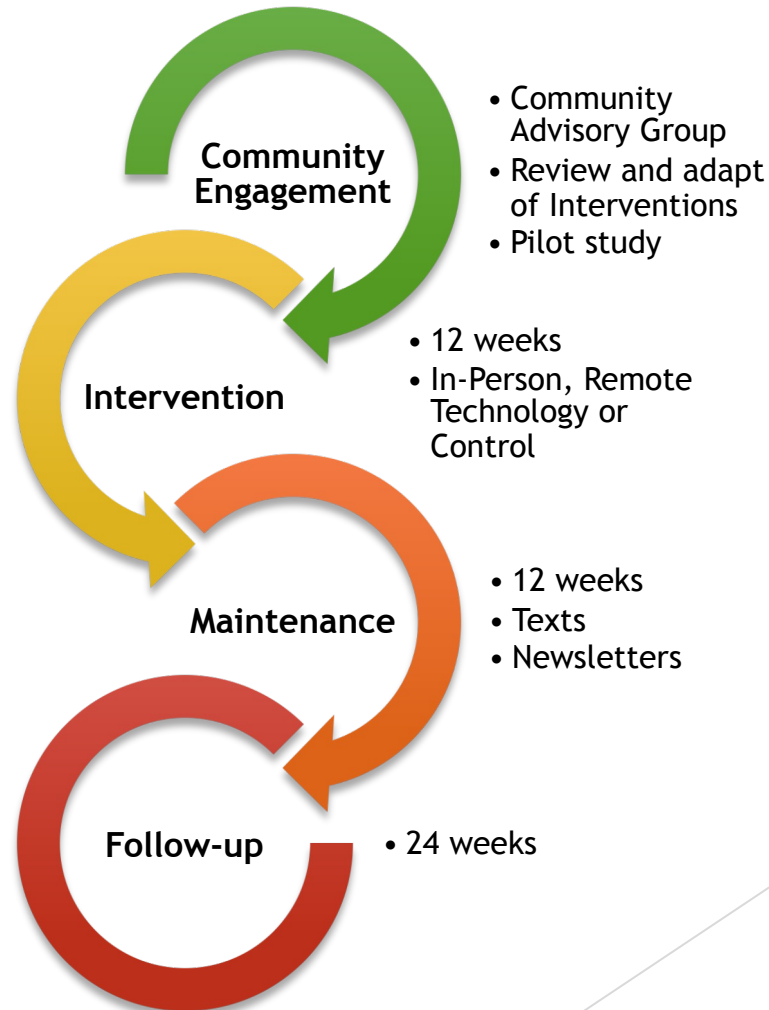 Community
Engagement
• Community
Advisory Group
• Review and adapt
of Interventions
• Pilot study
Intervention
• 12 weeks
• In-Person, Remote
Technology or
Control
Maintenance
• 12 weeks
• Texts
• Newsletters
Follow-up
• 24 weeks